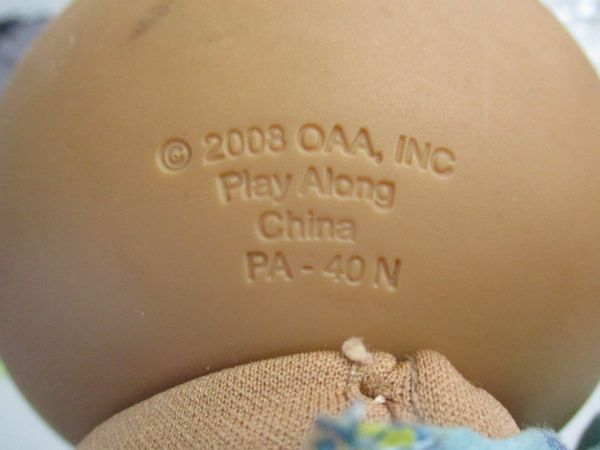 © 2008 OAA, INC
Play Along
China
PA - 40 N